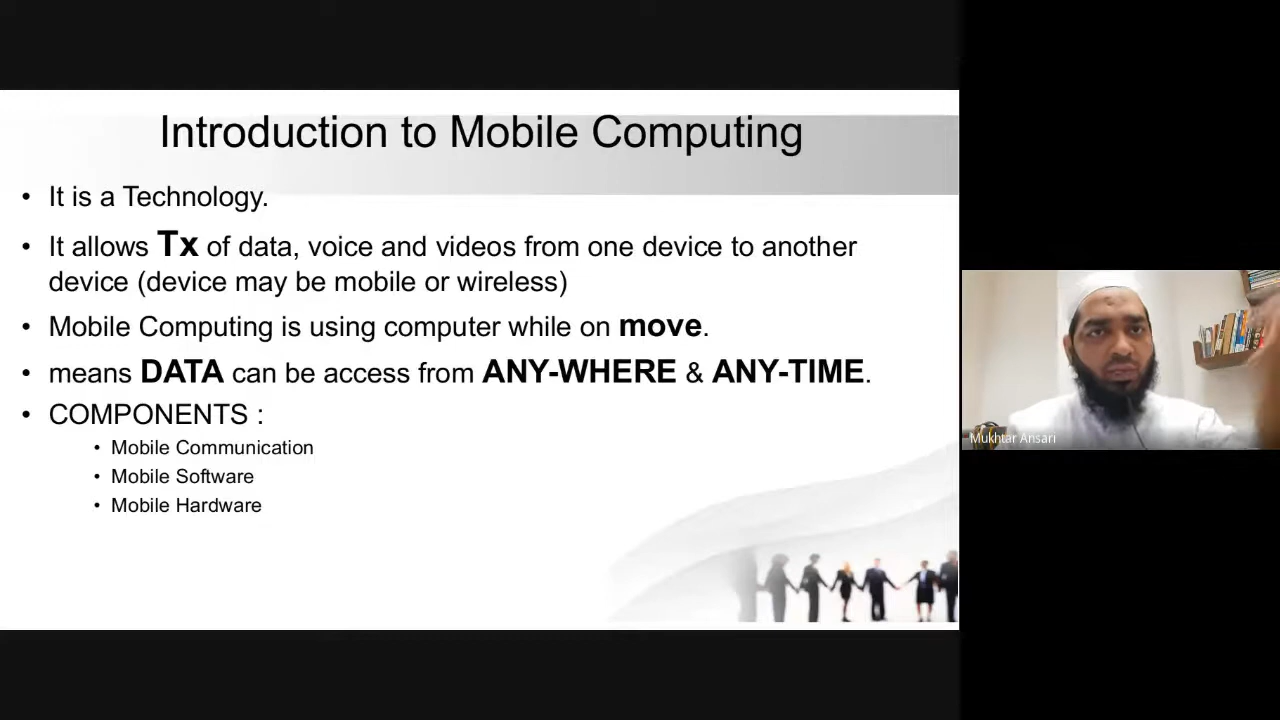 Introduction to Mobile Computing
• It is a Technology.
• It allows Tx of data, voice and videos from one device to another
device (device may be mobile or wireless)
• Mobile Computing is using computer while on move.
• means DATA can be access from ANY-WHERE & ANY-TIME.
• COMPONENTS :
• Mobile Communication
• Mobile Software
• Mobile Hardware
Mukhtar Ansari